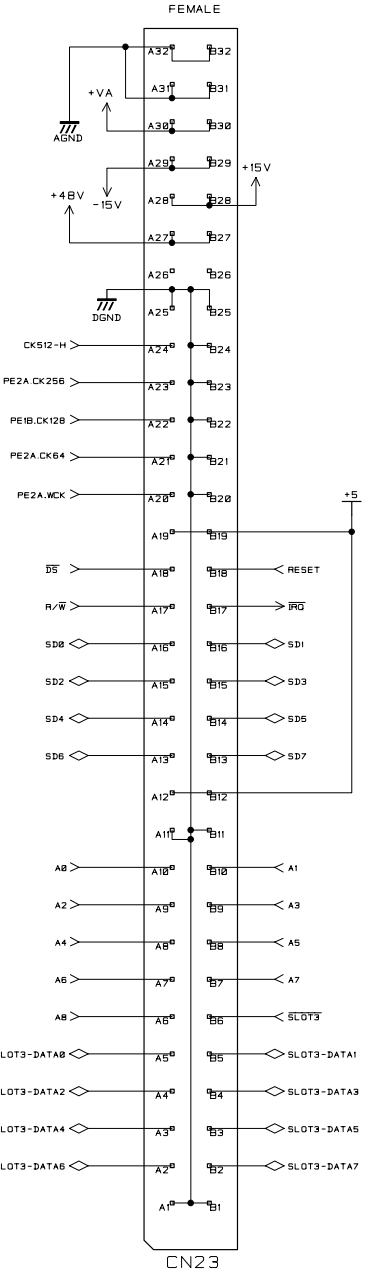 FEMALE
A32 B32
A31 B31
+VA
A30 B30
AGND
A29 B29
+15V
+48V -15V A28 B28
A27 B27
A26 B26
DGND A25 B25
CK512-H A24 B24
PE2A.CK256 A23 B23
PE1B.CK128 A22 B22
PE2A.CK64 A21 B21
PE2A.WCK A20 B20
+5
A19 B19
DS A18 B18 RESET
R/W A17 B17 IRQ
SD0 A16 B16 SD1
SD2 A15 B15 SD3
SD4 A14 B14 SD5
SD6 A13 B13 SD7
A12 B12
A11 B11
A0 A10 B10 A1
A2 A9 B9 A3
A4 A8 B8 A5
A6 A7 B7 A7
A8 A6 B6 SLOT3
LOT3-DATA0 A5 B5 SLOT3-DATA1
LOT3-DATA2 A4 B4 SLOT3-DATA3
LOT3-DATA4 A3 B3 SLOT3-DATA5
LOT3-DATA6 A2 B2 SLOT3-DATA7
A1 B1
CN23